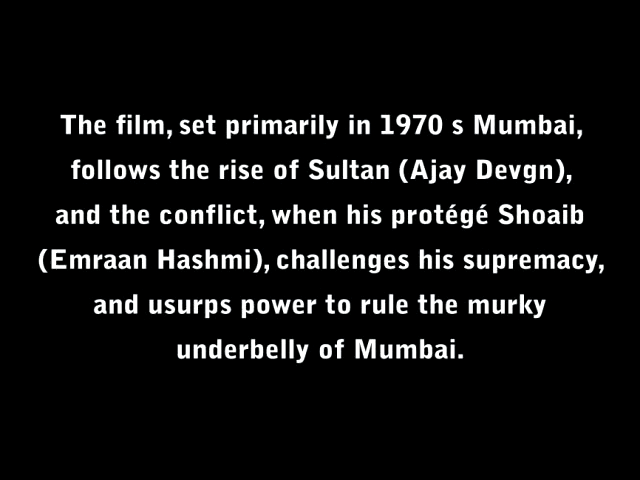 The film, set primarily in 1970 s Mumbai,
follows the rise of Sultan (Ajay Devgn),
and the conflict, when his protégé Shoaib
(Emraan Hashmi), challenges his supremacy,
and usurps power to rule the murky
underbelly of Mumbai.